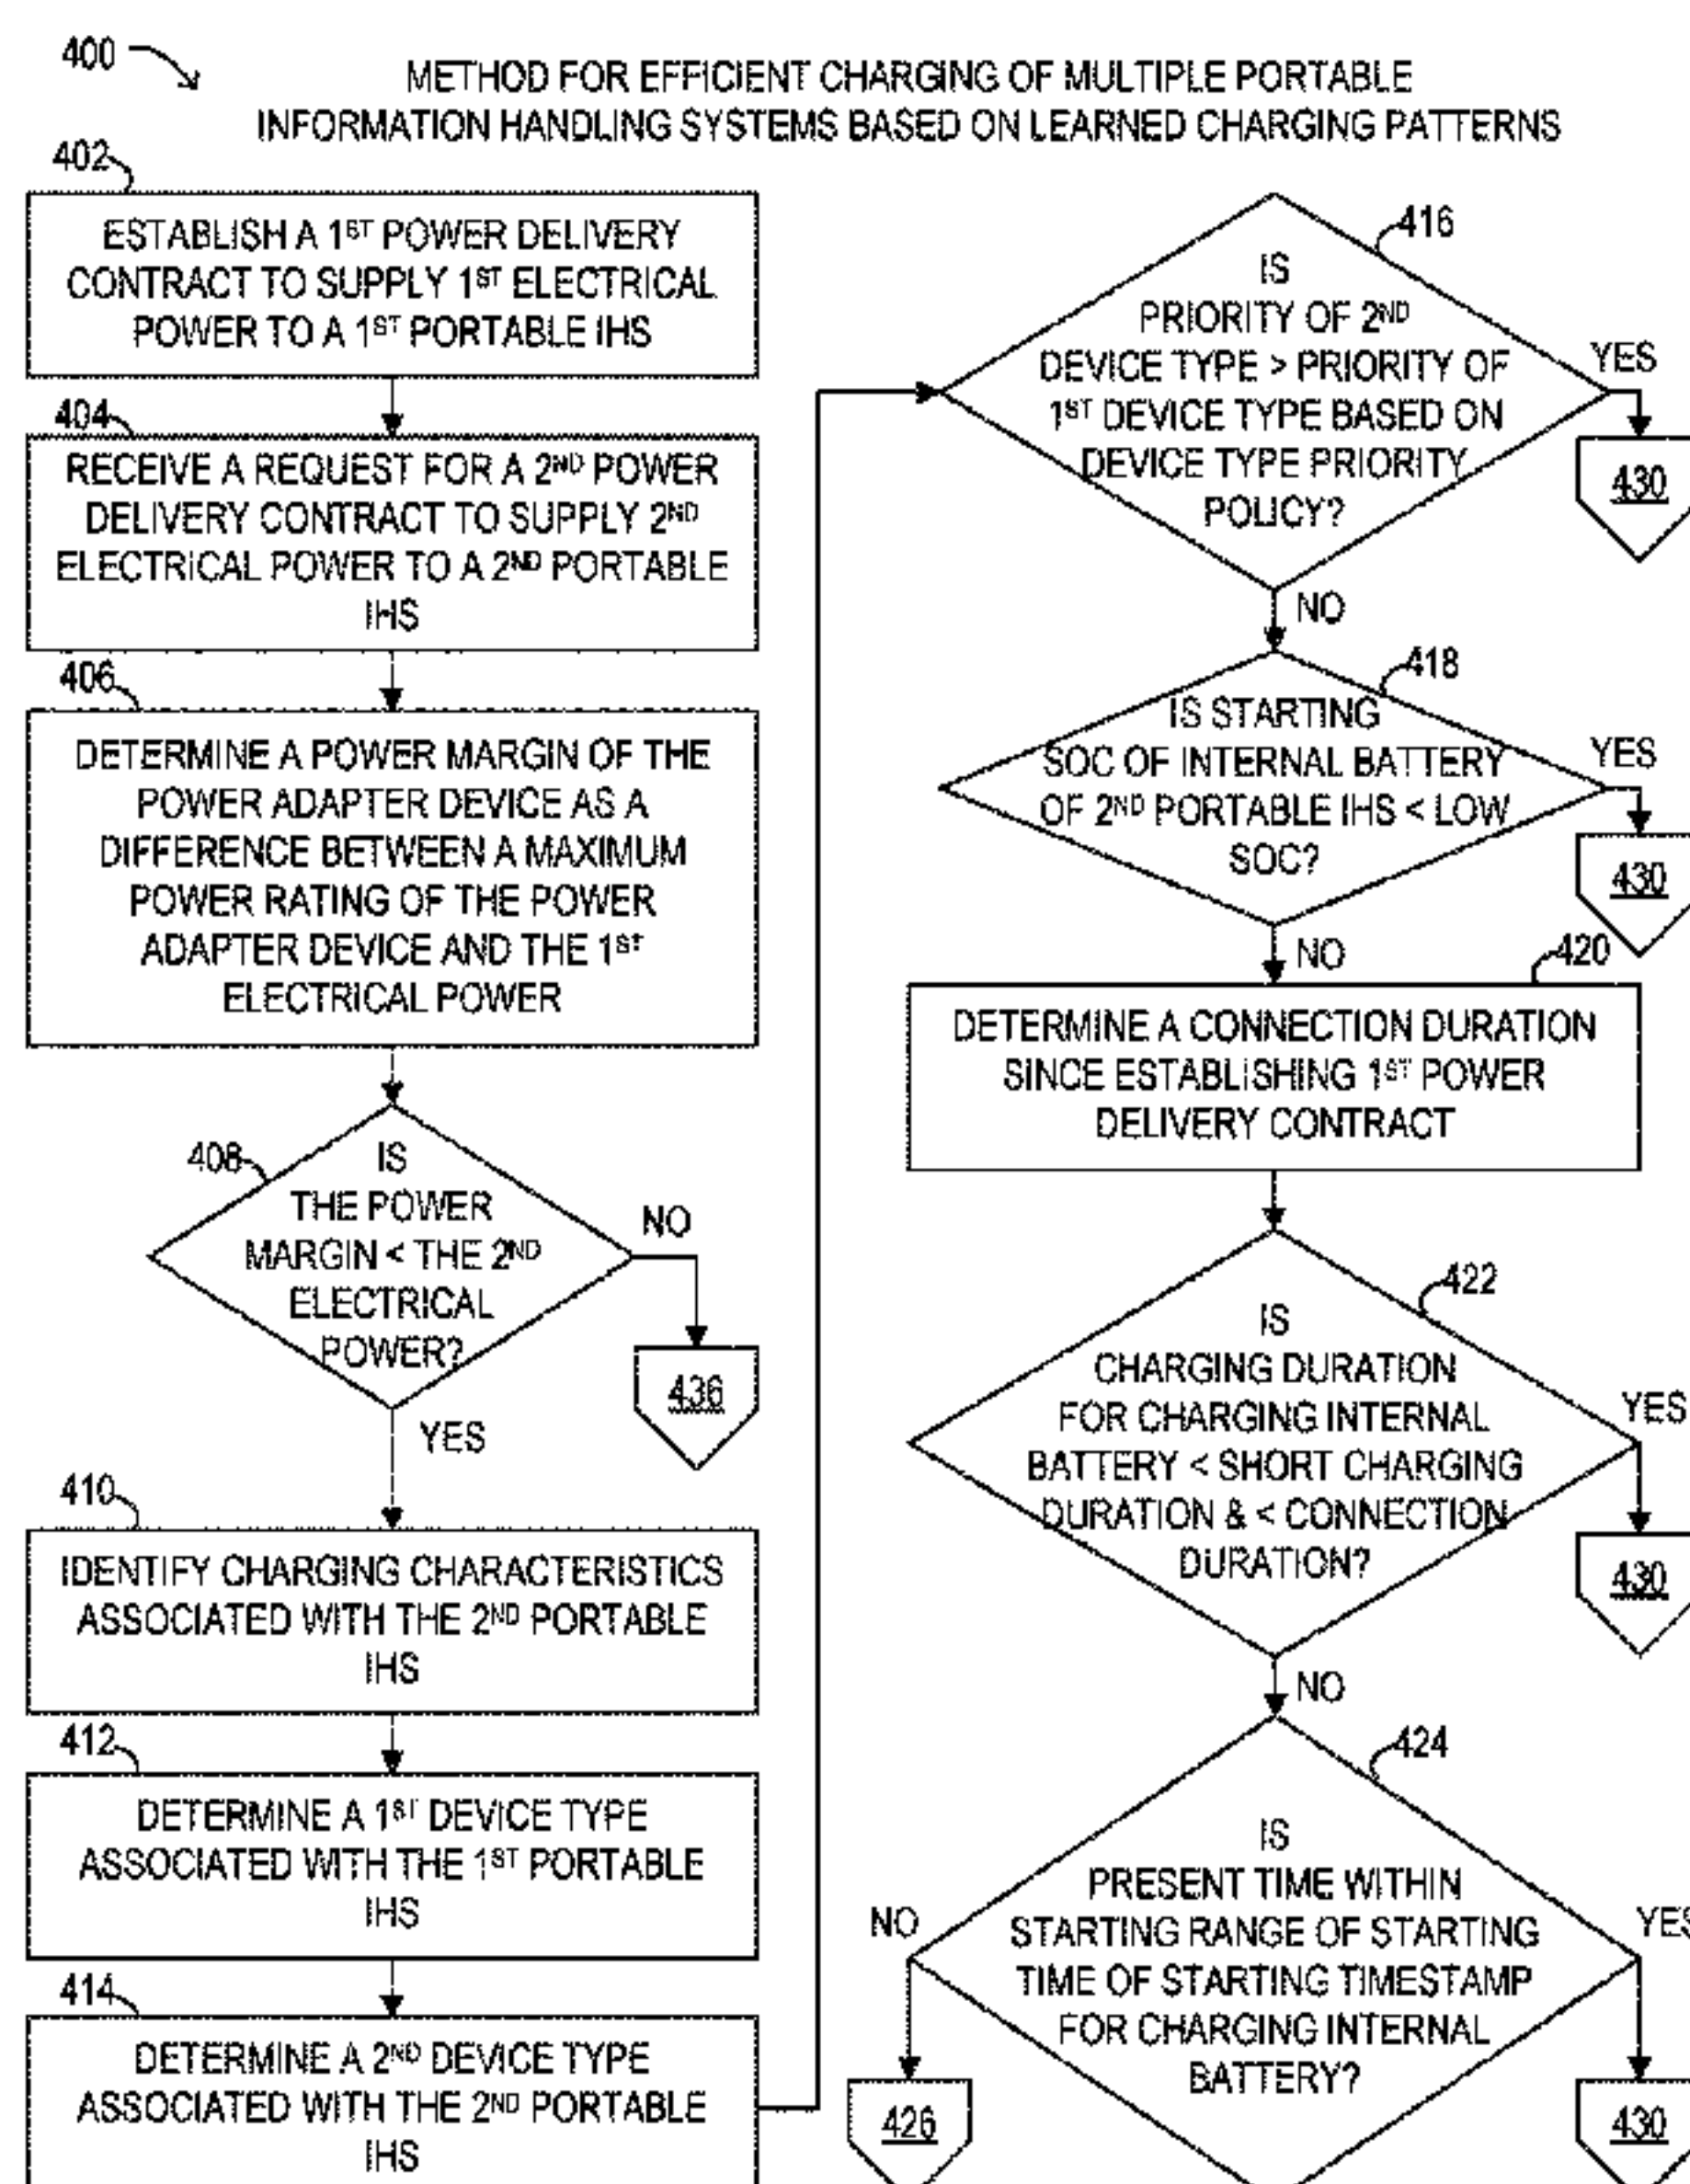 400
METHOD FOR EFFICIENT CHARGING OF MULTIPLE PORTABLE
INFORMATION HANDLING SYSTEMS BASED ON LEARNED CHARGING PATTERNS
402
ESTABLISH A 1ST POWER DELIVERY
CONTRACT TO SUPPLY 1ST ELECTRICAL
POWER TO A 1ST PORTABLE IHS
404
RECEIVE A REQUEST FOR A 2ND POWER
DELIVERY CONTRACT TO SUPPLY 2ND
ELECTRICAL POWER TO A 2ND PORTABLE
IHS
406
DETERMINE A POWER MARGIN OF THE
POWER ADAPTER DEVICE AS A
DIFFERENCE BETWEEN A MAXIMUM
POWER RATING OF THE POWER
ADAPTER DEVICE AND THE 1ST
ELECTRICAL POWER
408
IS
THE POWER
MARGIN < THE 2ND
ELECTRICAL
POWER?
NO
436
YES
410
IDENTIFY CHARGING CHARACTERISTICS
ASSOCIATED WITH THE 2ND PORTABLE
IHS
412
DETERMINE A 1ST DEVICE TYPE
ASSOCIATED WITH THE 1ST PORTABLE
IHS
414
DETERMINE A 2ND DEVICE TYPE
ASSOCIATED WITH THE 2ND PORTABLE
IHS
416
IS
PRIORITY OF 2ND
DEVICE TYPE > PRIORITY OF
1ST DEVICE TYPE BASED ON
DEVICE TYPE PRIORITY
POLICY?
YES
430
NO
418
IS STARTING
SOC OF INTERNAL BATTERY
OF 2ND PORTABLE IHS < LOW
SOC?
YES
430
NO
420
DETERMINE A CONNECTION DURATION
SINCE ESTABLISHING 1ST POWER
DELIVERY CONTRACT
422
IS
CHARGING DURATION
FOR CHARGING INTERNAL
BATTERY < SHORT CHARGING
DURATION & < CONNECTION
DURATION?
YES
430
NO
424
IS
PRESENT TIME WITHIN
STARTING RANGE OF STARTING
TIME OF STARTING TIMESTAMP
FOR CHARGING INTERNAL
BATTERY?
NO
426
YES
430